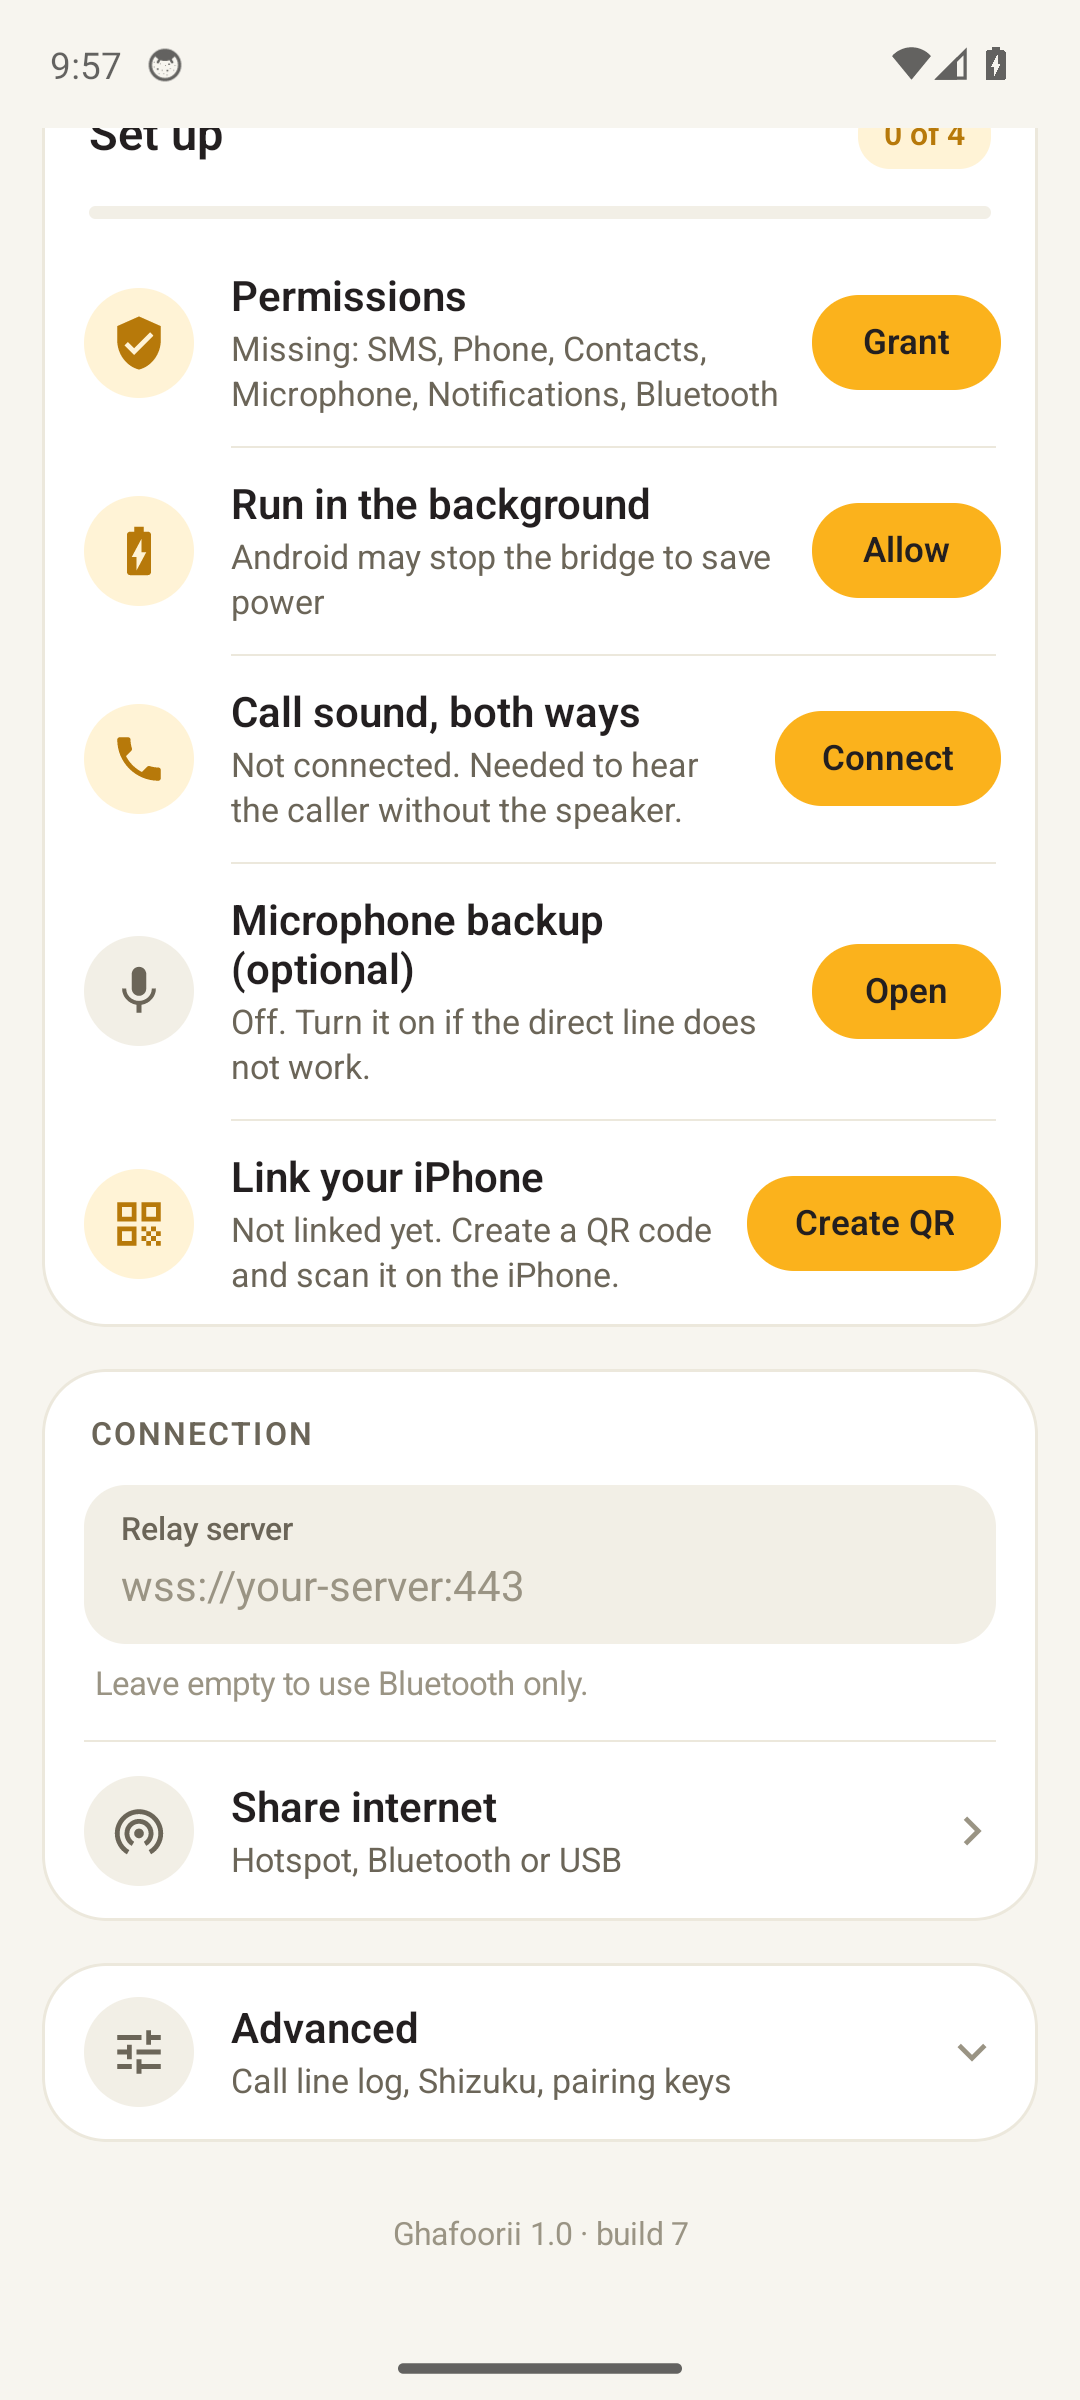 9:57
Set up
0 of 4
Permissions
Missing: SMS, Phone, Contacts,
Microphone, Notifications, Bluetooth
Grant
Run in the background
Android may stop the bridge to save
power
Allow
Call sound, both ways
Not connected. Needed to hear
the caller without the speaker.
Connect
Microphone backup
(optional)
Off. Turn it on if the direct line does
not work.
Open
Link your iPhone
Not linked yet. Create a QR code
and scan it on the iPhone.
Create QR
CONNECTION
Relay server
wss://your-server:443
Leave empty to use Bluetooth only.
Share internet
Hotspot, Bluetooth or USB
Advanced
Call line log, Shizuku, pairing keys
Ghafoorii 1.0 · build 7